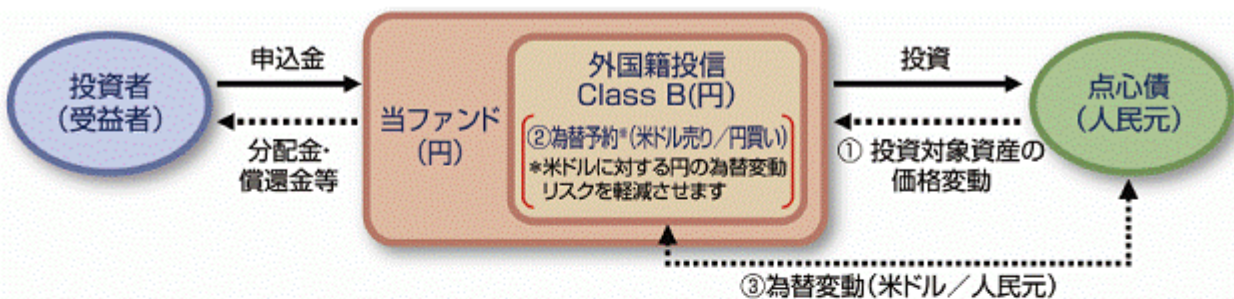 投資者
(受益者)
申込金
分配金・
償還金等
当ファンド
(円)
外国籍投信
Class B(円)
②為替予約*(米ドル売り/円買い)
*米ドルに対する円の為替変動
リスクを軽減させます
投資
① 投資対象資産の
価格変動
点心債
(人民元)
③為替変動(米ドル/人民元)